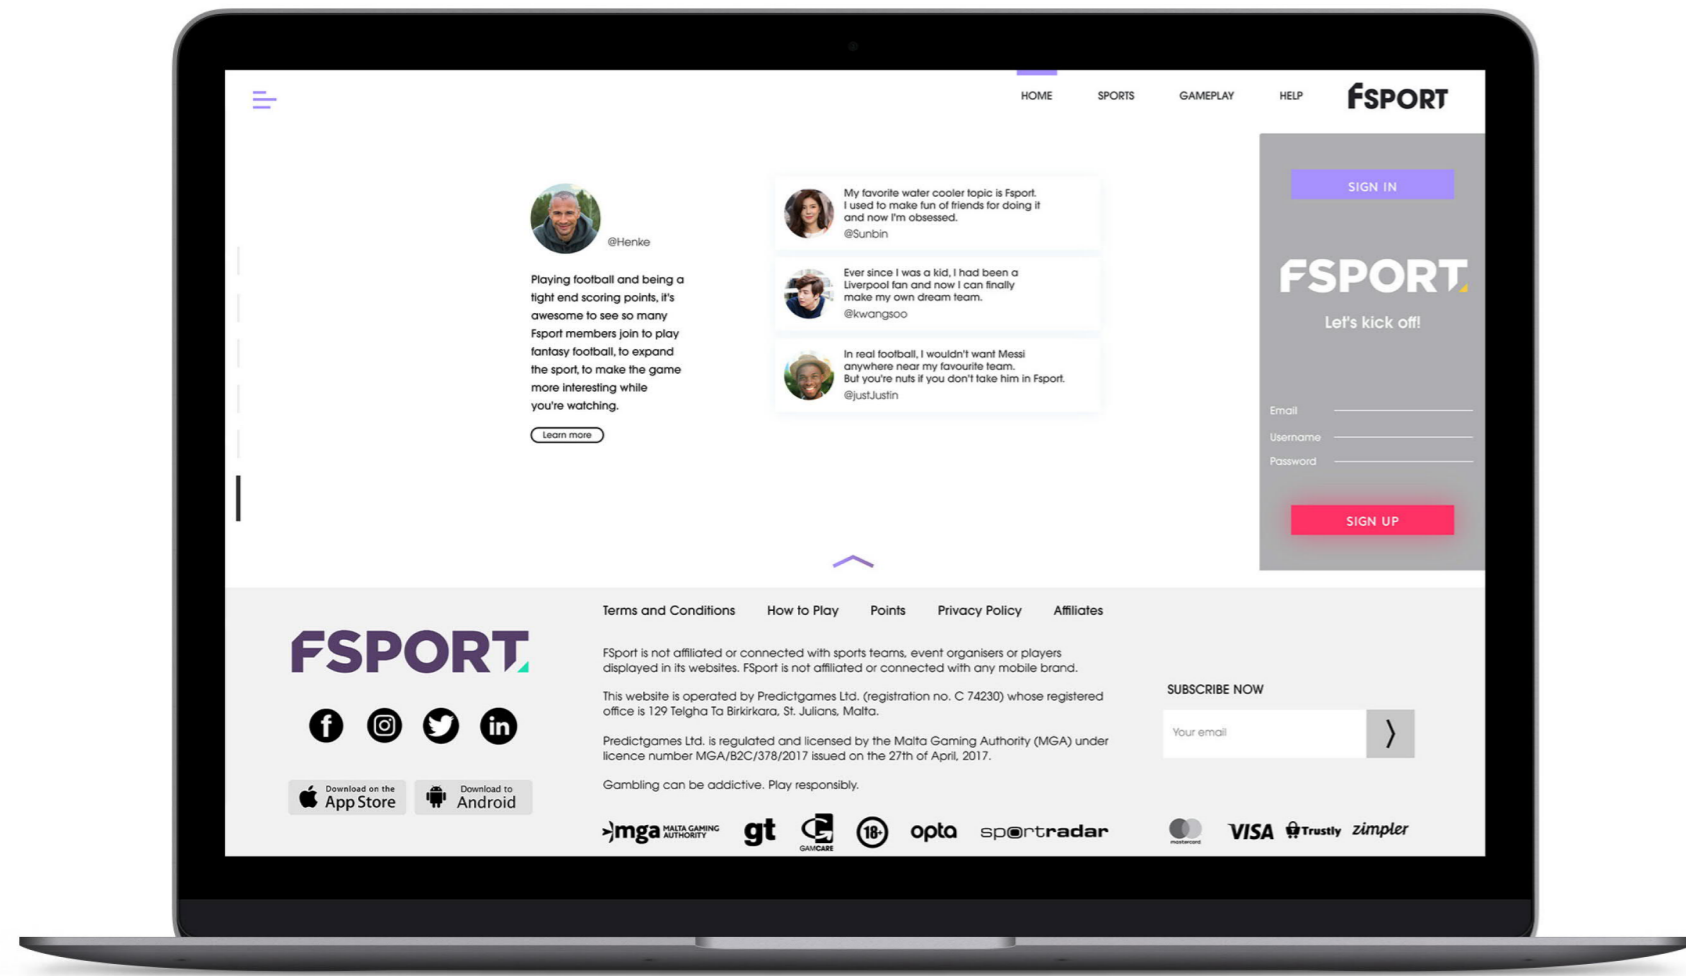 HOME SPORTS GAMEPLAY HELP FSPORT
@Henke
Playing football and being a
tight end scoring points, it's
awesome to see so many
Fsport members join to play
fantasy football, to expand
the sport, to make the game
more interesting while
you're watching.
Learn more
My favorite water cooler topic is Fsport.
I used to make fun of friends for doing it
and now I'm obsessed.
@Sunbin
Ever since I was a kid, I had been a
Liverpool fan and now I can finally
make my own dream team.
@kwangsoo
In real football, I wouldn't want Messi
anywhere near my favourite team.
But you're nuts if you don't take him in Fsport.
@justJustin
SIGN IN
FSPORT
Let's kick off!
Email
Username
Password
SIGN UP
FSPORT
Download on the
App Store
Download to
Android
Terms and Conditions How to Play Points Privacy Policy Affiliates
FSport is not affiliated or connected with sports teams, event organisers or players
displayed in its websites. FSport is not affiliated or connected with any mobile brand.
This website is operated by Predictgames Ltd. (registration no. C 74230) whose registered
office is 129 Telgha Ta Birkirkara, St. Julians, Malta.
Predictgames Ltd. is regulated and licensed by the Malta Gaming Authority (MGA) under
licence number MGA/B2C/378/2017 issued on the 27th of April, 2017.
Gambling can be addictive. Play responsibly.
mga MALTA GAMING
AUTHORITY
gt
GAMCARE
18+
opta
sportradar
SUBSCRIBE NOW
Your email
mastercard
VISA
Trustly
zimpler